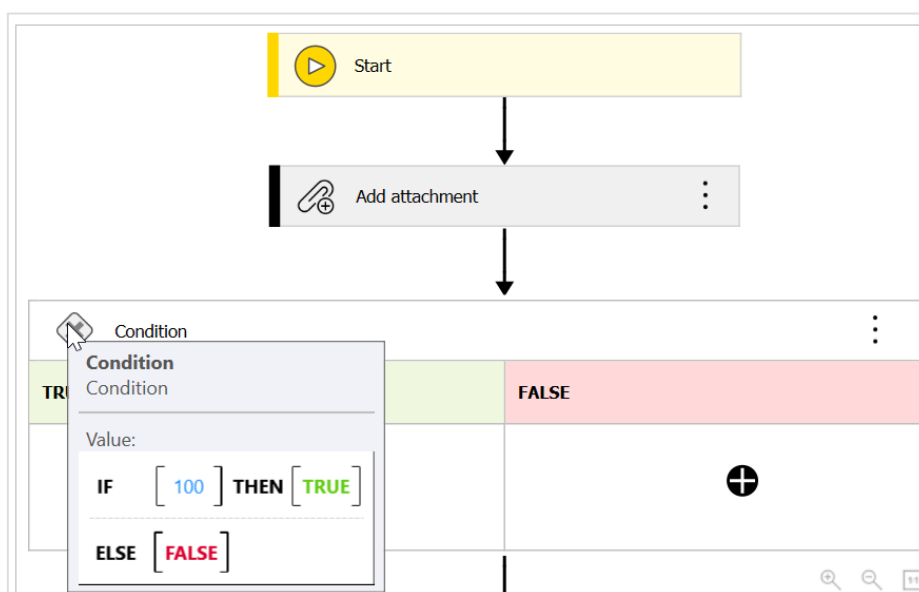 Start
Add attachment
Condition
Condition
Condition
FALSE
Value:
IF [100] THEN [TRUE]
ELSE [FALSE]